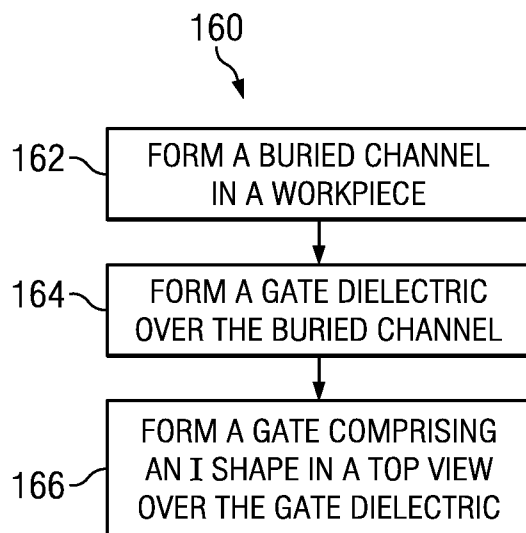 160
162
FORM A BURIED CHANNEL
IN A WORKPIECE
164
FORM A GATE DIELECTRIC
OVER THE BURIED CHANNEL
166
FORM A GATE COMPRISING
AN I SHAPE IN A TOP VIEW
OVER THE GATE DIELECTRIC